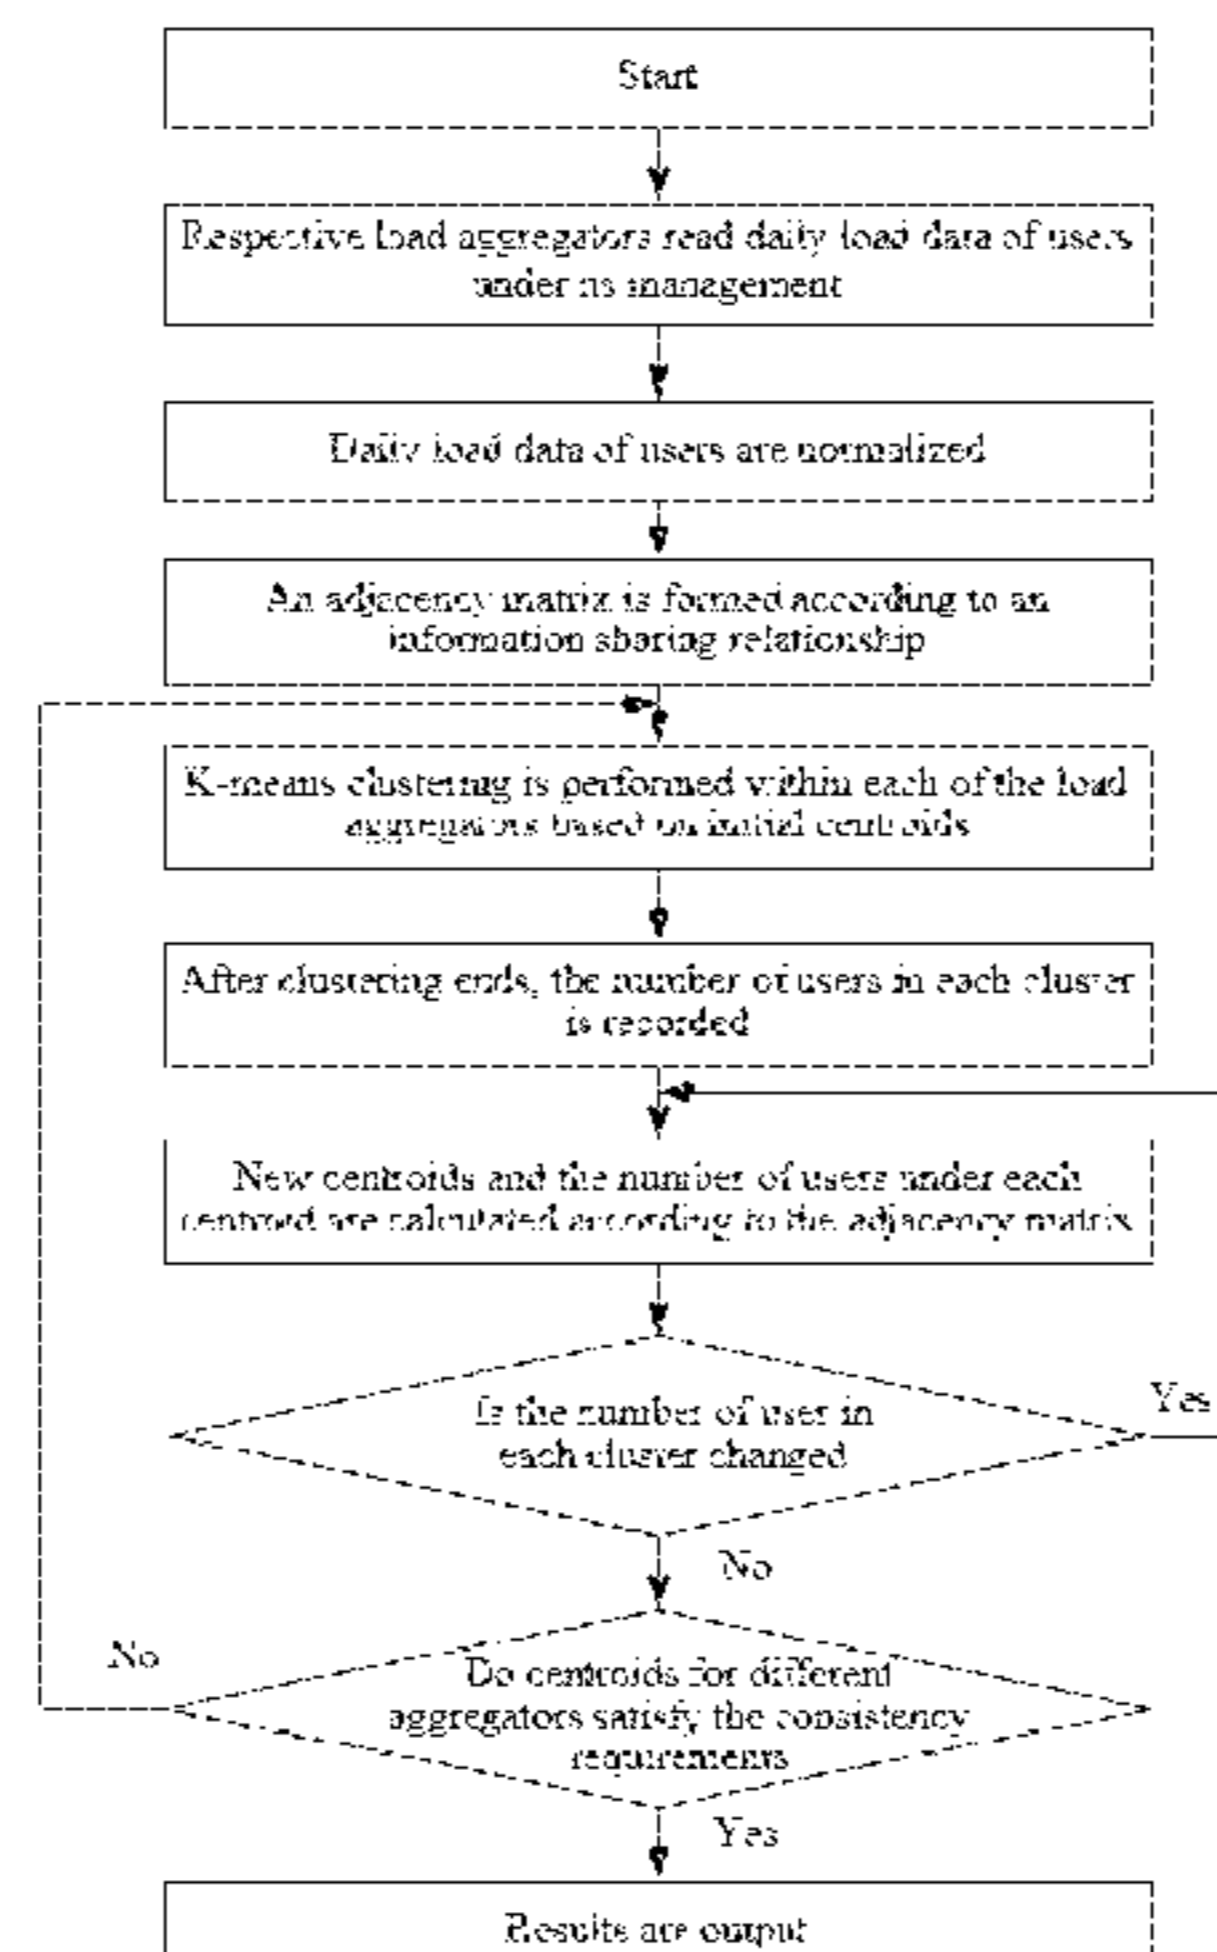 Start
Respective load aggregators read daily load data of users
under its management
Daily load data of users are normalized
An adjacency matrix is formed according to an
information sharing relationship
K-means clustering is performed within each of the load
aggregators based on initial centroids
After clustering ends, the number of users in each cluster
is recorded
New centroids and the number of users under each
centroid are calculated according to the adjacency matrix
Is the number of user in
each cluster changed
Yes
No
Do centroids for different
aggregators satisfy the consistency
requirements
No
Yes
Results are output